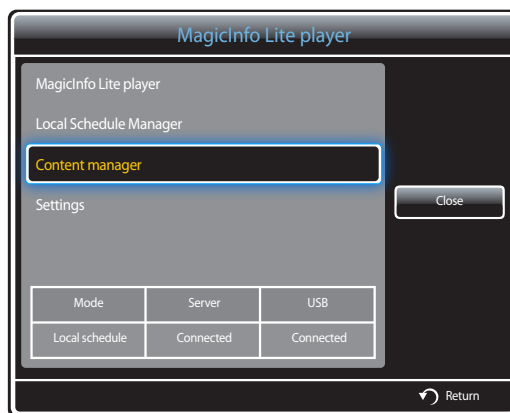 MagicInfo Lite player
MagicInfo Lite player
Local Schedule Manager
Content manager
Settings
Close
Mode Server USB
Local schedule Connected Connected
Return